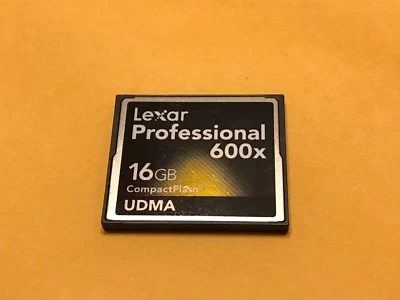 Lexar
Professional
600x
16GB
CompactFlash
UDMA